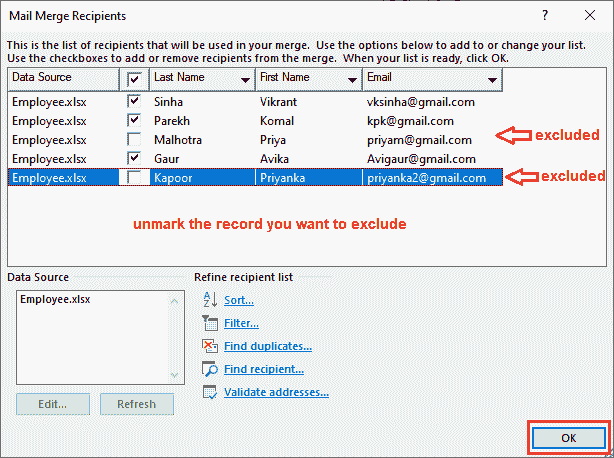 Mail Merge Recipients
?
This is the list of recipients that will be used in your merge. Use the options below to add to or change your list.
Use the checkboxes to add or remove recipients from the merge. When your list is ready, click OK.
Data Source Last Name First Name Email
Employee.xlsx Sinha Vikrant vksinha@gmail.com
Employee.xlsx Parekh Komal kpk@gmail.com
Employee.xlsx Malhotra Priya priyam@gmail.com excluded
Employee.xlsx Gaur Avika Avigaur@gmail.com
Employee.xlsx Kapoor Priyanka priyanka2@gmail.com excluded
unmark the record you want to exclude
Data Source
Employee.xlsx
Edit... Refresh
Refine recipient list
Sort...
Filter...
Find duplicates...
Find recipient...
Validate addresses...
OK